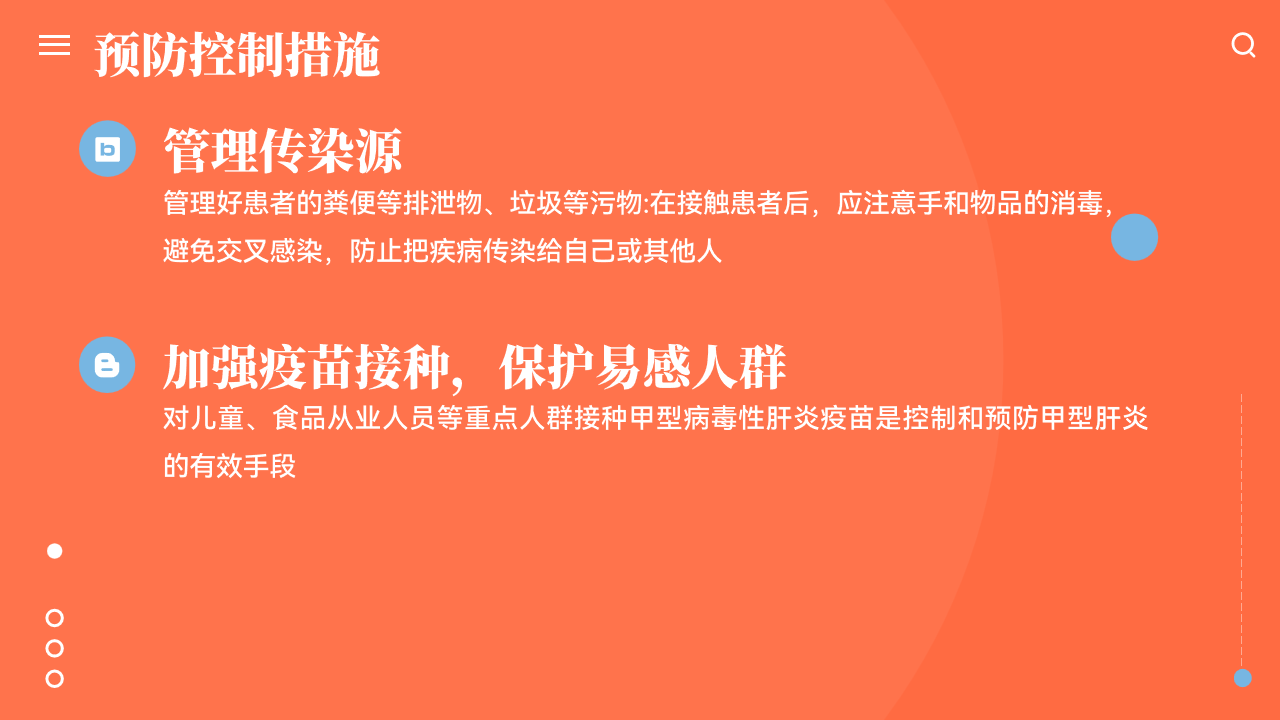 预防控制措施
管理传染源
管理好患者的粪便等排泄物、垃圾等污物:在接触患者后，应注意手和物品的消毒，
避免交叉感染，防止把疾病传染给自己或其他人
加强疫苗接种，保护易感人群
对儿童、食品从业人员等重点人群接种甲型病毒性肝炎疫苗是控制和预防甲型肝炎
的有效手段